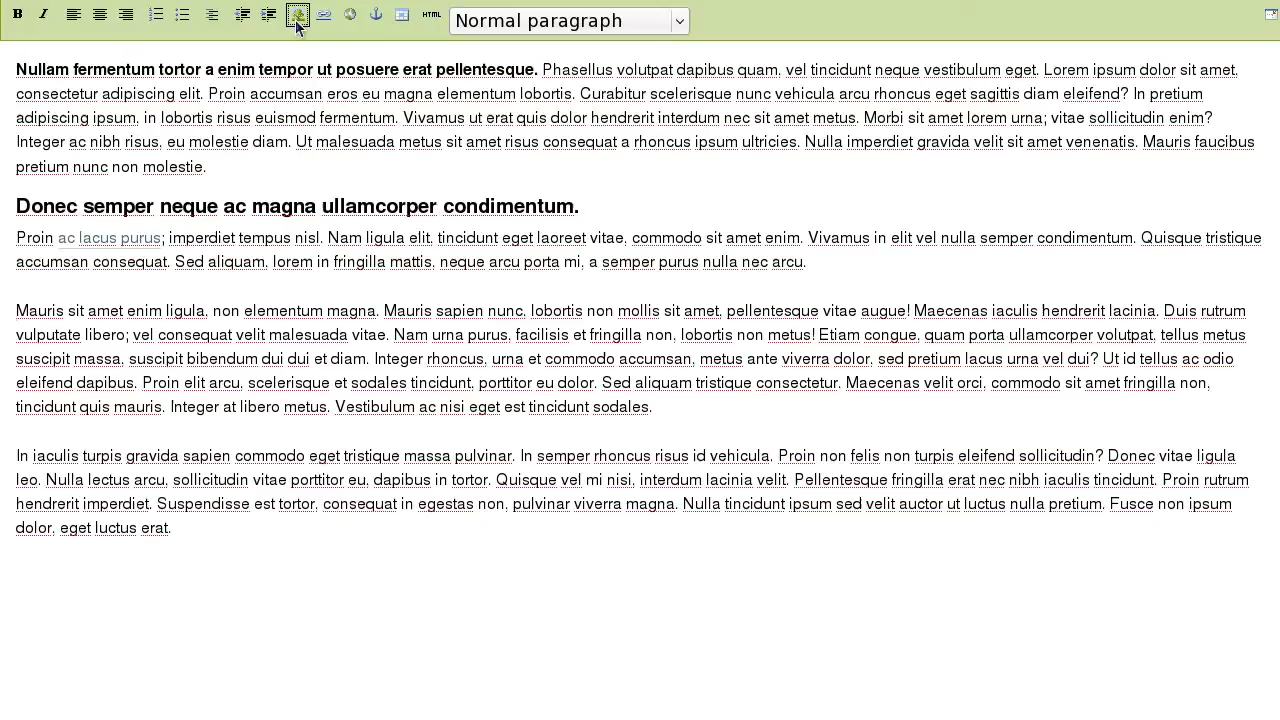 B I HTML Normal paragraph
Nullam fermentum tortor a enim tempor ut posuere erat pellentesque. Phasellus volutpat dapibus quam, vel tincidunt neque vestibulum eget. Lorem ipsum dolor sit amet,
consectetur adipiscing elit. Proin accumsan eros eu magna elementum lobortis. Curabitur scelerisque nunc vehicula arcu rhoncus eget sagittis diam eleifend? In pretium
adipiscing ipsum, in lobortis risus euismod fermentum. Vivamus ut erat quis dolor hendrerit interdum nec sit amet metus. Morbi sit amet lorem urna; vitae sollicitudin enim?
Integer ac nibh risus, eu molestie diam. Ut malesuada metus sit amet risus consequat a rhoncus ipsum ultricies. Nulla imperdiet gravida velit sit amet venenatis. Mauris faucibus
pretium nunc non molestie.
Donec semper neque ac magna ullamcorper condimentum.
Proin ac lacus purus; imperdiet tempus nisl. Nam ligula elit, tincidunt eget laoreet vitae, commodo sit amet enim. Vivamus in elit vel nulla semper condimentum. Quisque tristique
accumsan consequat. Sed aliquam, lorem in fringilla mattis, neque arcu porta mi, a semper purus nulla nec arcu.
Mauris sit amet enim ligula, non elementum magna. Mauris sapien nunc, lobortis non mollis sit amet, pellentesque vitae augue! Maecenas iaculis hendrerit lacinia. Duis rutrum
vulputate libero; vel consequat velit malesuada vitae. Nam urna purus, facilisis et fringilla non, lobortis non metus! Etiam congue, quam porta ullamcorper volutpat, tellus metus
suscipit massa, suscipit bibendum dui dui et diam. Integer rhoncus, urna et commodo accumsan, metus ante viverra dolor, sed pretium lacus urna vel dui? Ut id tellus ac odio
eleifend dapibus. Proin elit arcu, scelerisque et sodales tincidunt, porttitor eu dolor. Sed aliquam tristique consectetur. Maecenas velit orci, commodo sit amet fringilla non,
tincidunt quis mauris. Integer at libero metus. Vestibulum ac nisi eget est tincidunt sodales.
In iaculis turpis gravida sapien commodo eget tristique massa pulvinar. In semper rhoncus risus id vehicula. Proin non felis non turpis eleifend sollicitudin? Donec vitae ligula
leo. Nulla lectus arcu, sollicitudin vitae porttitor eu, dapibus in tortor. Quisque vel mi nisi, interdum lacinia velit. Pellentesque fringilla erat nec nibh iaculis tincidunt. Proin rutrum
hendrerit imperdiet. Suspendisse est tortor, consequat in egestas non, pulvinar viverra magna. Nulla tincidunt ipsum sed velit auctor ut luctus nulla pretium. Fusce non ipsum
dolor, eget luctus erat.